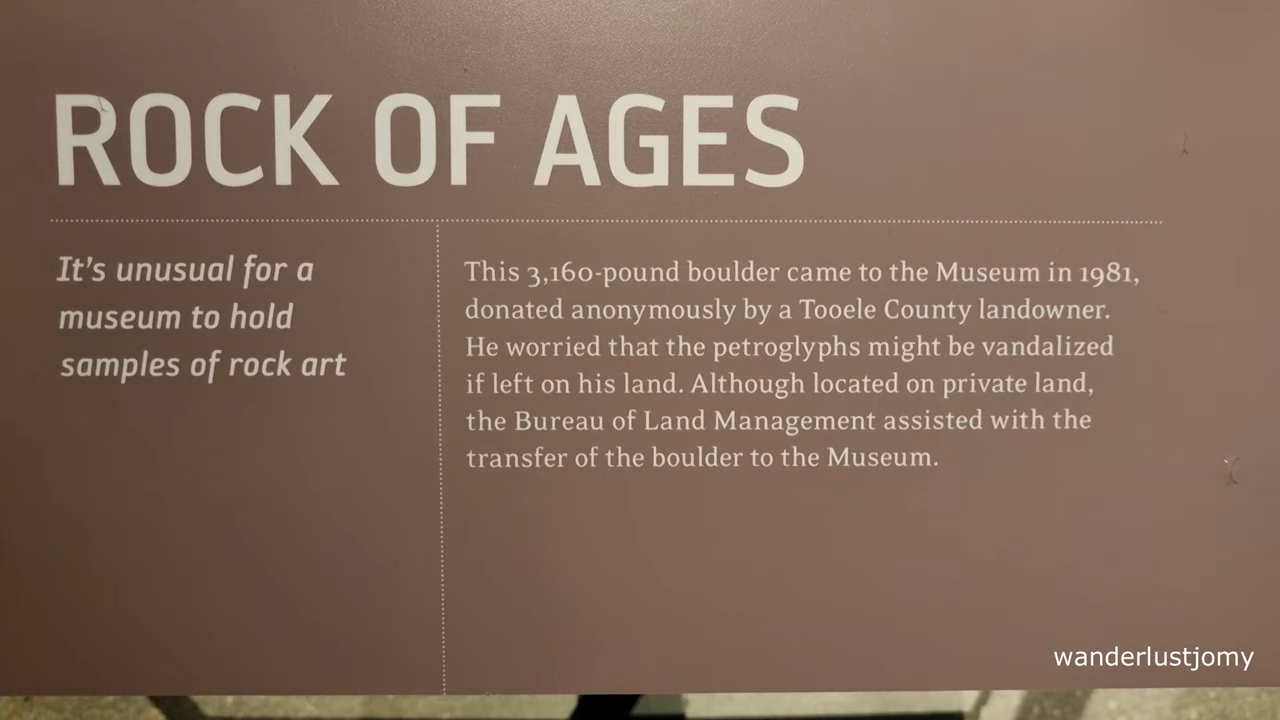 ROCK OF AGES
It's unusual for a
museum to hold
samples of rock art
This 3,160-pound boulder came to the Museum in 1981,
donated anonymously by a Tooele County landowner.
He worried that the petroglyphs might be vandalized
if left on his land. Although located on private land,
the Bureau of Land Management assisted with the
transfer of the boulder to the Museum.
wanderlustjomy